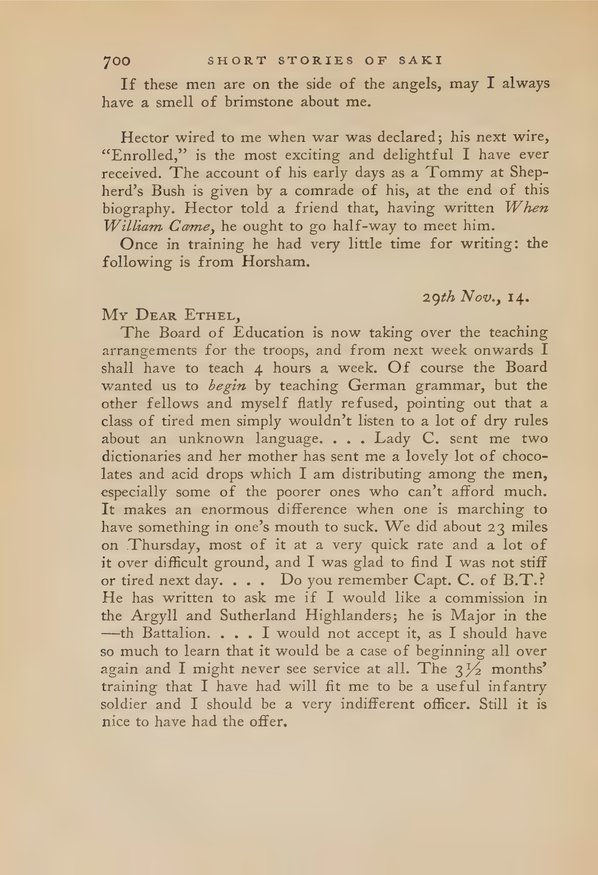 700 SHORT STORIES OF SAKI
If these men are on the side of the angels, may I always
have a smell of brimstone about me.
Hector wired to me when war was declared; his next wire,
“Enrolled,” is the most exciting and delightful I have ever
received. The account of his early days as a Tommy at Shep-
herd’s Bush is given by a comrade of his, at the end of this
biography. Hector told a friend that, having written When
William Came, he ought to go half-way to meet him.
Once in training he had very little time for writing: the
following is from Horsham.
29th Nov., 14.
My Dear Ethel,
The Board of Education is now taking over the teaching
arrangements for the troops, and from next week onwards I
shall have to teach 4 hours a week. Of course the Board
wanted us to begin by teaching German grammar, but the
other fellows and myself flatly refused, pointing out that a
class of tired men simply wouldn’t listen to a lot of dry rules
about an unknown language. . . . Lady C. sent me two
dictionaries and her mother has sent me a lovely lot of choco-
lates and acid drops which I am distributing among the men,
especially some of the poorer ones who can’t afford much.
It makes an enormous difference when one is marching to
have something in one’s mouth to suck. We did about 23 miles
on Thursday, most of it at a very quick rate and a lot of
it over difficult ground, and I was glad to find I was not stiff
or tired next day. . . . Do you remember Capt. C. of B.T.?
He has written to ask me if I would like a commission in
the Argyll and Sutherland Highlanders; he is Major in the
—th Battalion. . . . I would not accept it, as I should have
so much to learn that it would be a case of beginning all over
again and I might never see service at all. The 3½ months’
training that I have had will fit me to be a useful infantry
soldier and I should be a very indifferent officer. Still it is
nice to have had the offer.